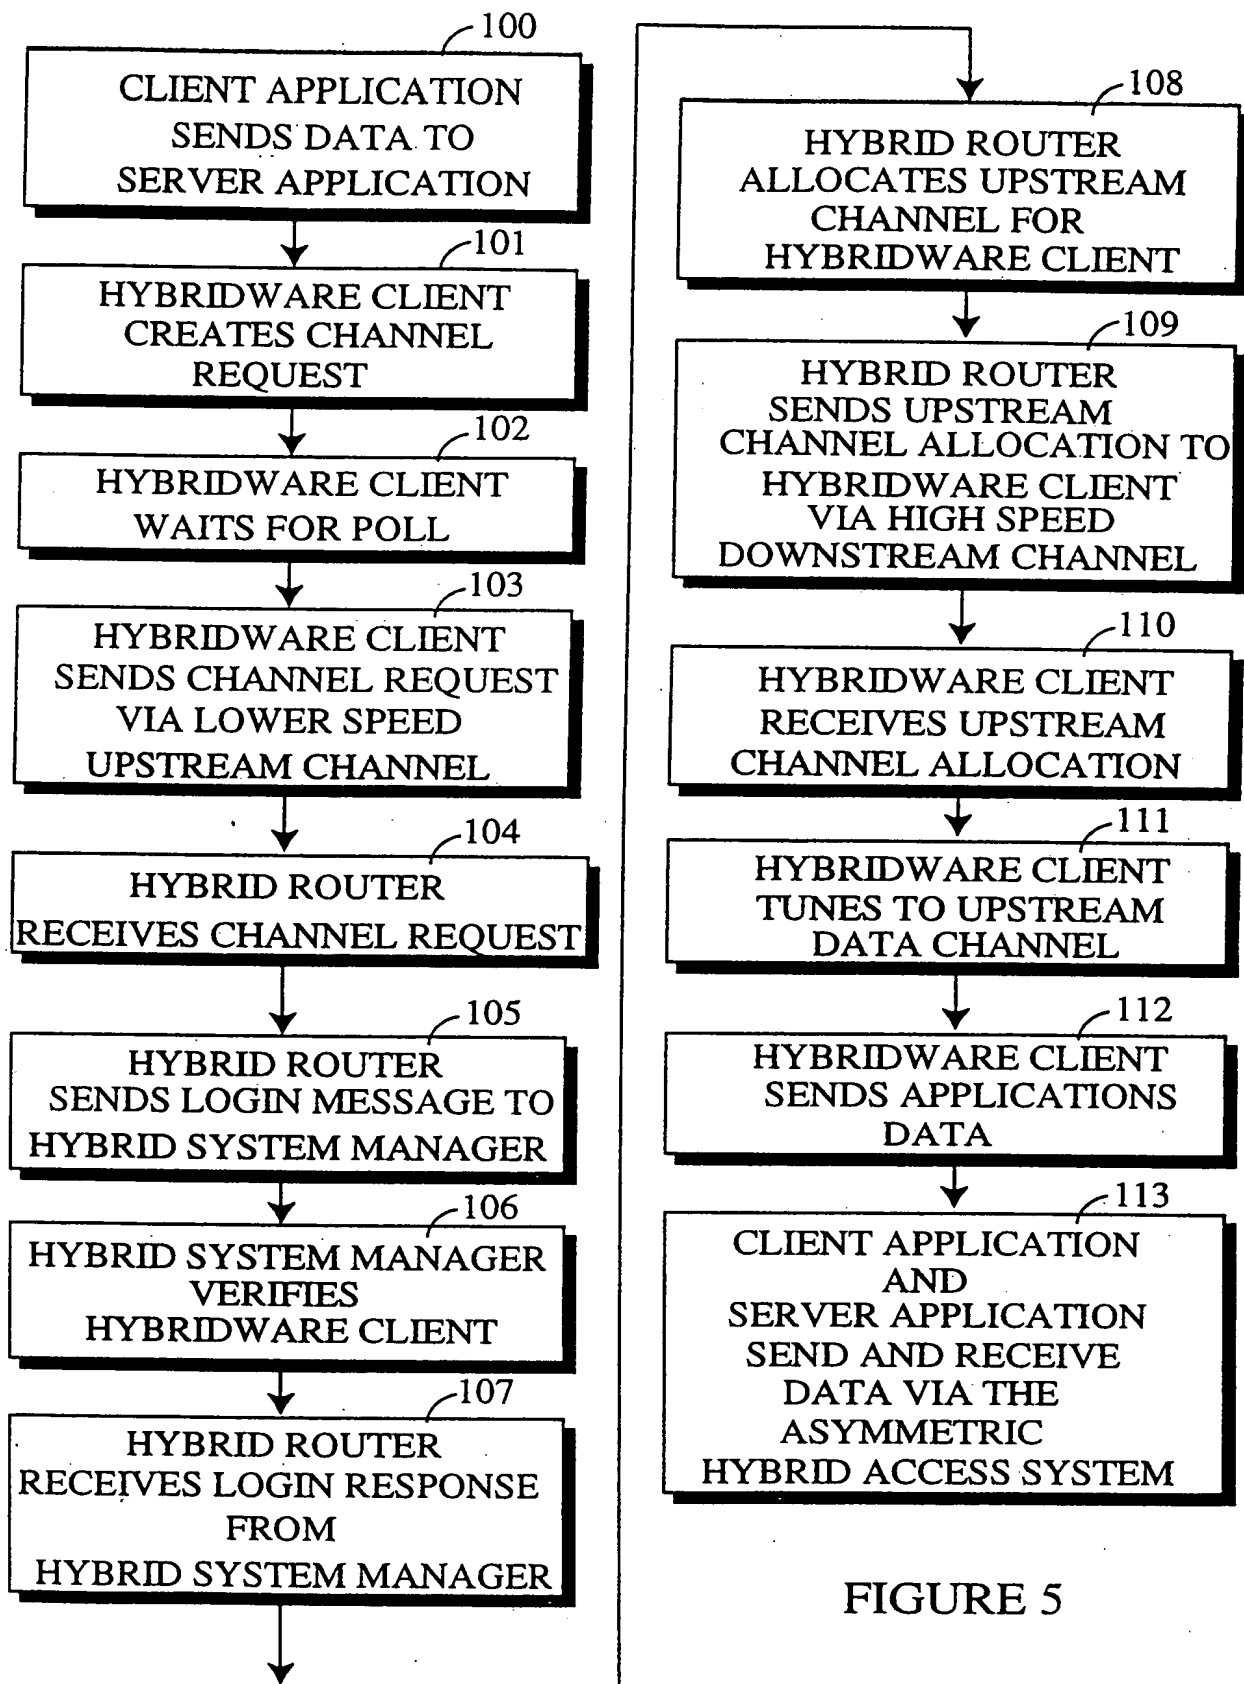 100
CLIENT APPLICATION
SENDS DATA TO
SERVER APPLICATION
101
HYBRIDWARE CLIENT
CREATES CHANNEL
REQUEST
102
HYBRIDWARE CLIENT
WAITS FOR POLL
103
HYBRIDWARE CLIENT
SENDS CHANNEL REQUEST
VIA LOWER SPEED
UPSTREAM CHANNEL
104
HYBRID ROUTER
RECEIVES CHANNEL REQUEST
105
HYBRID ROUTER
SENDS LOGIN MESSAGE TO
HYBRID SYSTEM MANAGER
106
HYBRID SYSTEM MANAGER
VERIFIES
HYBRIDWARE CLIENT
107
HYBRID ROUTER
RECEIVES LOGIN RESPONSE
FROM
HYBRID SYSTEM MANAGER
108
HYBRID ROUTER
ALLOCATES UPSTREAM
CHANNEL FOR
HYBRIDWARE CLIENT
109
HYBRID ROUTER
SENDS UPSTREAM
CHANNEL ALLOCATION TO
HYBRIDWARE CLIENT
VIA HIGH SPEED
DOWNSTREAM CHANNEL
110
HYBRIDWARE CLIENT
RECEIVES UPSTREAM
CHANNEL ALLOCATION
111
HYBRIDWARE CLIENT
TUNES TO UPSTREAM
DATA CHANNEL
112
HYBRIDWARE CLIENT
SENDS APPLICATIONS
DATA
113
CLIENT APPLICATION
AND
SERVER APPLICATION
SEND AND RECEIVE
DATA VIA THE
ASYMMETRIC
HYBRID ACCESS SYSTEM
FIGURE 5